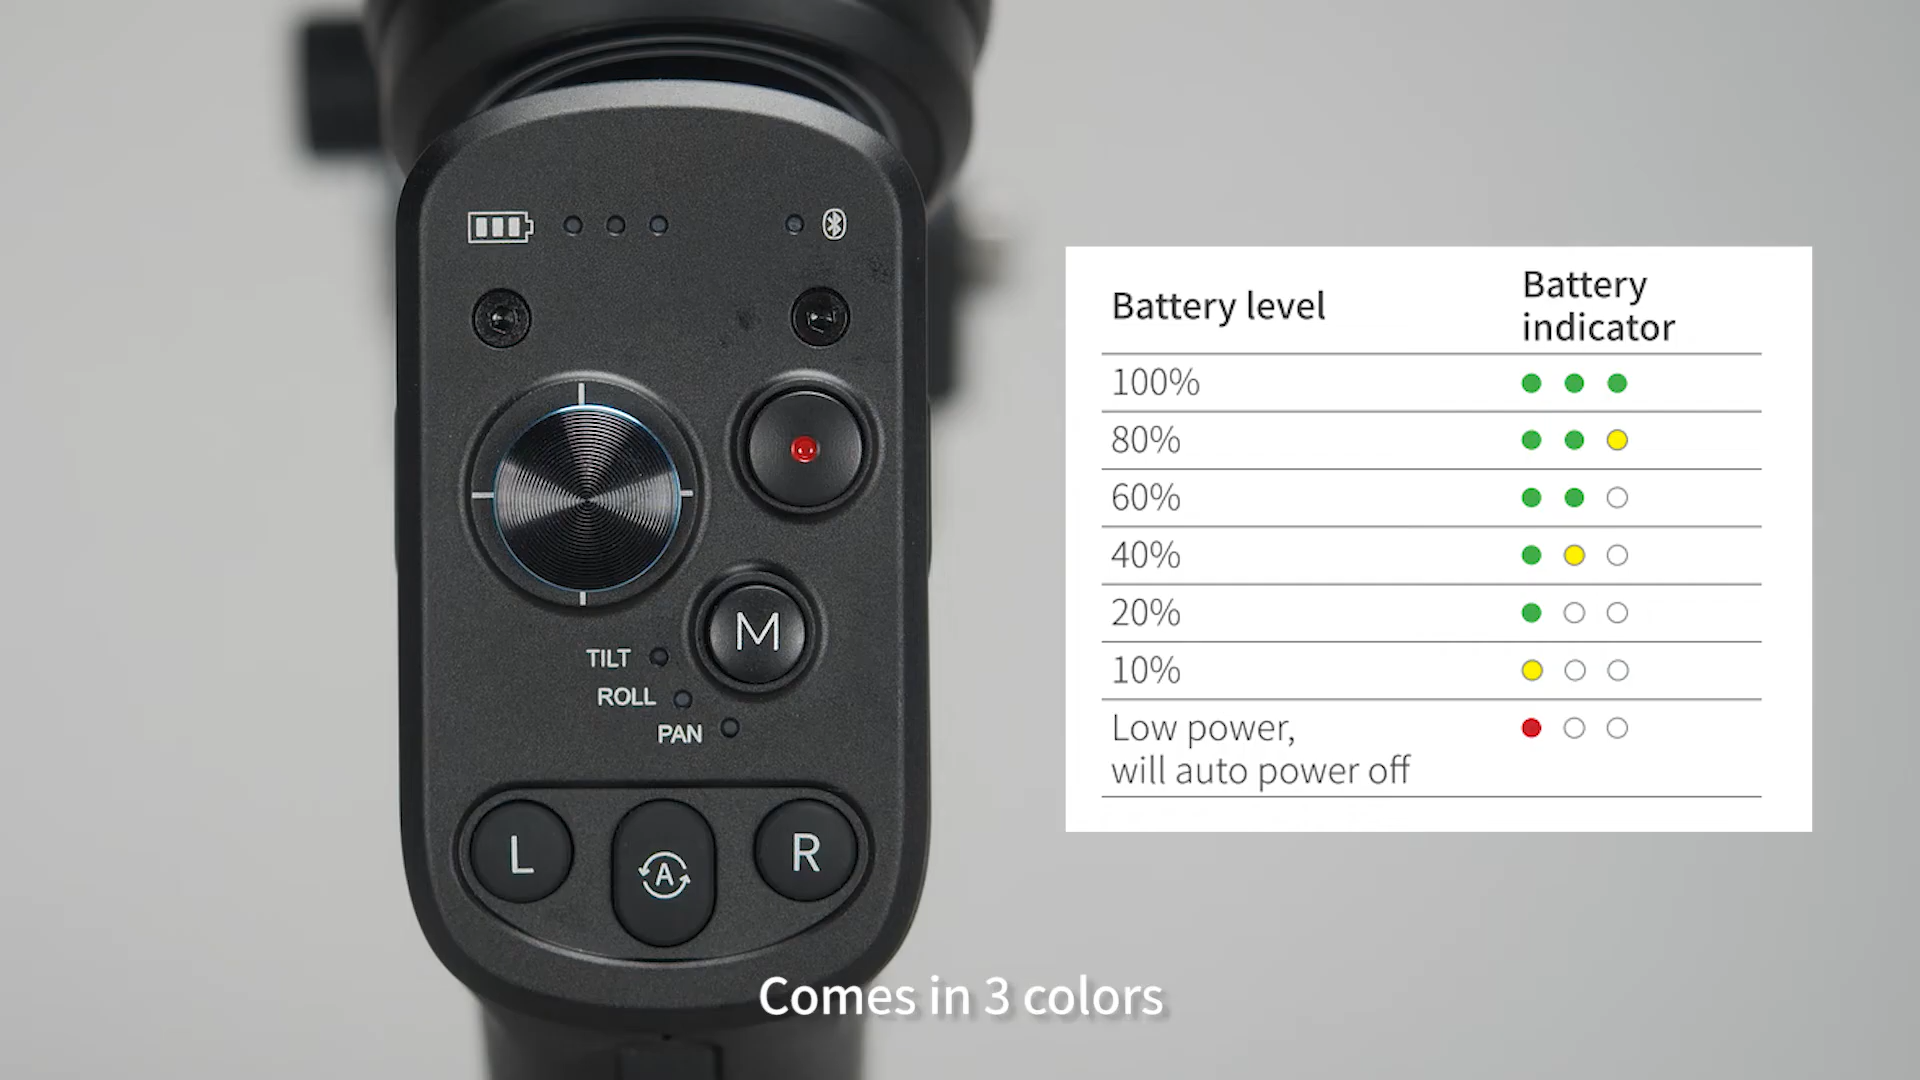 TILT
ROLL
PAN
M
L
A
R
Battery level
Battery
indicator
100%
80%
60%
40%
20%
10%
Low power,
will auto power off
Comes in 3 colors